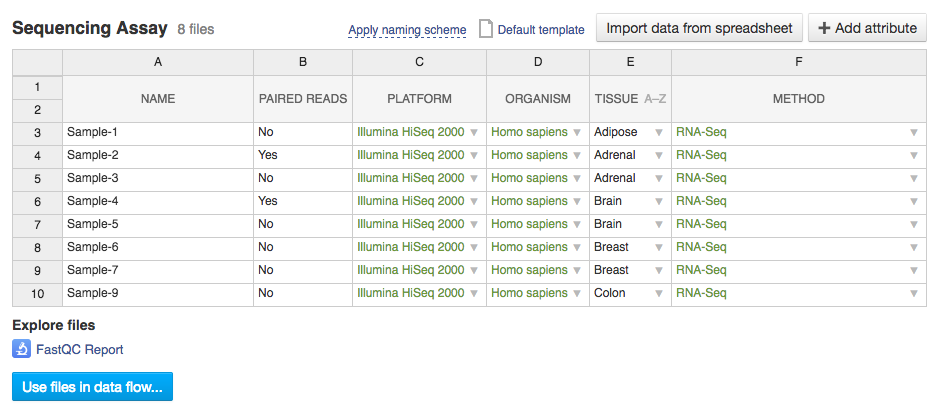 Sequencing Assay 8 files Apply naming scheme Default template Import data from spreadsheet + Add attribute
A B C D E F
1
NAME PAIRED READS PLATFORM ORGANISM TISSUE A–Z METHOD
2
3 Sample-1 No Illumina HiSeq 2000 Homo sapiens Adipose RNA-Seq
4 Sample-2 Yes Illumina HiSeq 2000 Homo sapiens Adrenal RNA-Seq
5 Sample-3 No Illumina HiSeq 2000 Homo sapiens Adrenal RNA-Seq
6 Sample-4 Yes Illumina HiSeq 2000 Homo sapiens Brain RNA-Seq
7 Sample-5 No Illumina HiSeq 2000 Homo sapiens Brain RNA-Seq
8 Sample-6 No Illumina HiSeq 2000 Homo sapiens Breast RNA-Seq
9 Sample-7 No Illumina HiSeq 2000 Homo sapiens Breast RNA-Seq
10 Sample-9 No Illumina HiSeq 2000 Homo sapiens Colon RNA-Seq
Explore files
FastQC Report
Use files in data flow...